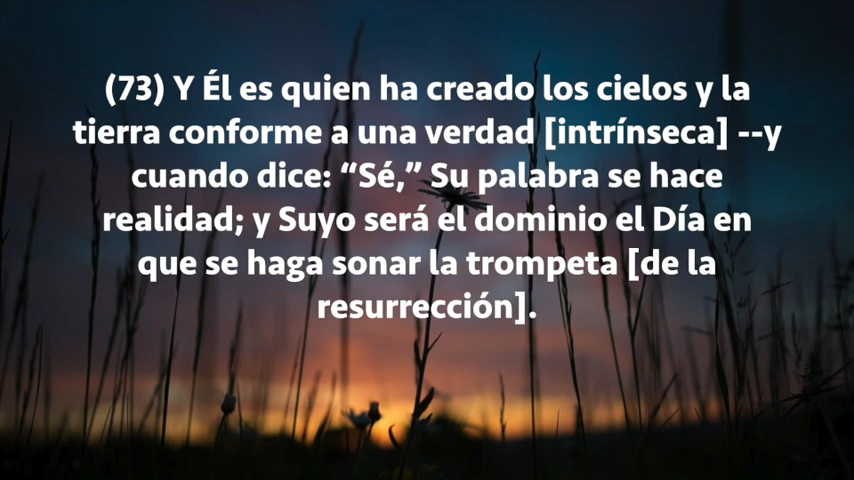 (73) Y Él es quien ha creado los cielos y la
tierra conforme a una verdad [intrínseca] --y
cuando dice: “Sé,” Su palabra se hace
realidad; y Suyo será el dominio el Día en
que se haga sonar la trompeta [de la
resurrección].